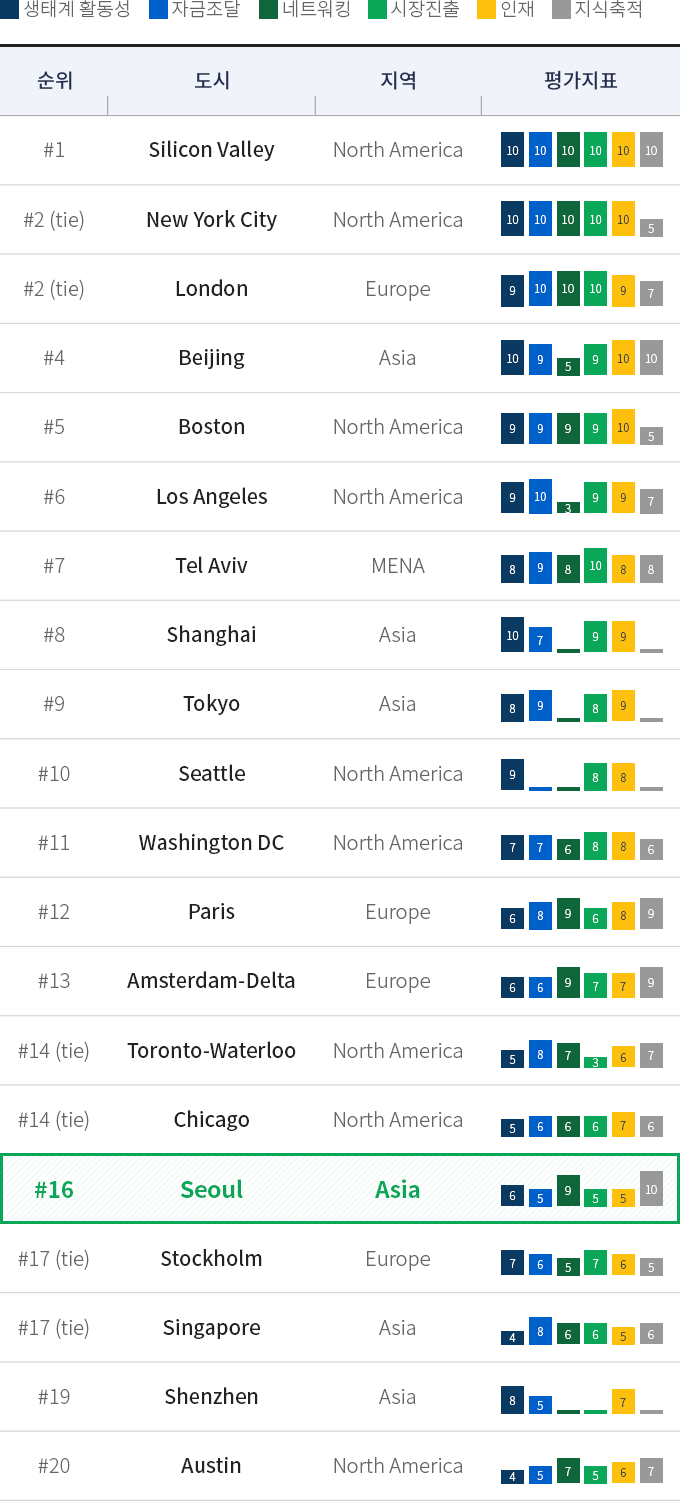 생태계 활동성 자금조달 네트워킹 시장진출 인재 지식축적
순위 도시 지역 평가지표
#1 Silicon Valley North America 10 10 10 10 10 10
#2 (tie) New York City North America 10 10 10 10 10 5
#2 (tie) London Europe 9 10 10 10 9 7
#4 Beijing Asia 10 9 5 9 10 10
#5 Boston North America 9 9 9 9 10 5
#6 Los Angeles North America 9 10 3 9 9 7
#7 Tel Aviv MENA 8 9 8 10 8 8
#8 Shanghai Asia 10 7 9 9
#9 Tokyo Asia 8 9 8 9
#10 Seattle North America 9 8 8
#11 Washington DC North America 7 7 6 8 8 6
#12 Paris Europe 6 8 9 6 8 9
#13 Amsterdam-Delta Europe 6 6 9 7 7 9
#14 (tie) Toronto-Waterloo North America 5 8 7 3 6 7
#14 (tie) Chicago North America 5 6 6 6 7 6
#16 Seoul Asia 6 5 9 5 5 10
#17 (tie) Stockholm Europe 7 6 5 7 6 5
#17 (tie) Singapore Asia 4 8 6 6 5 6
#19 Shenzhen Asia 8 5 7
#20 Austin North America 4 5 7 5 6 7